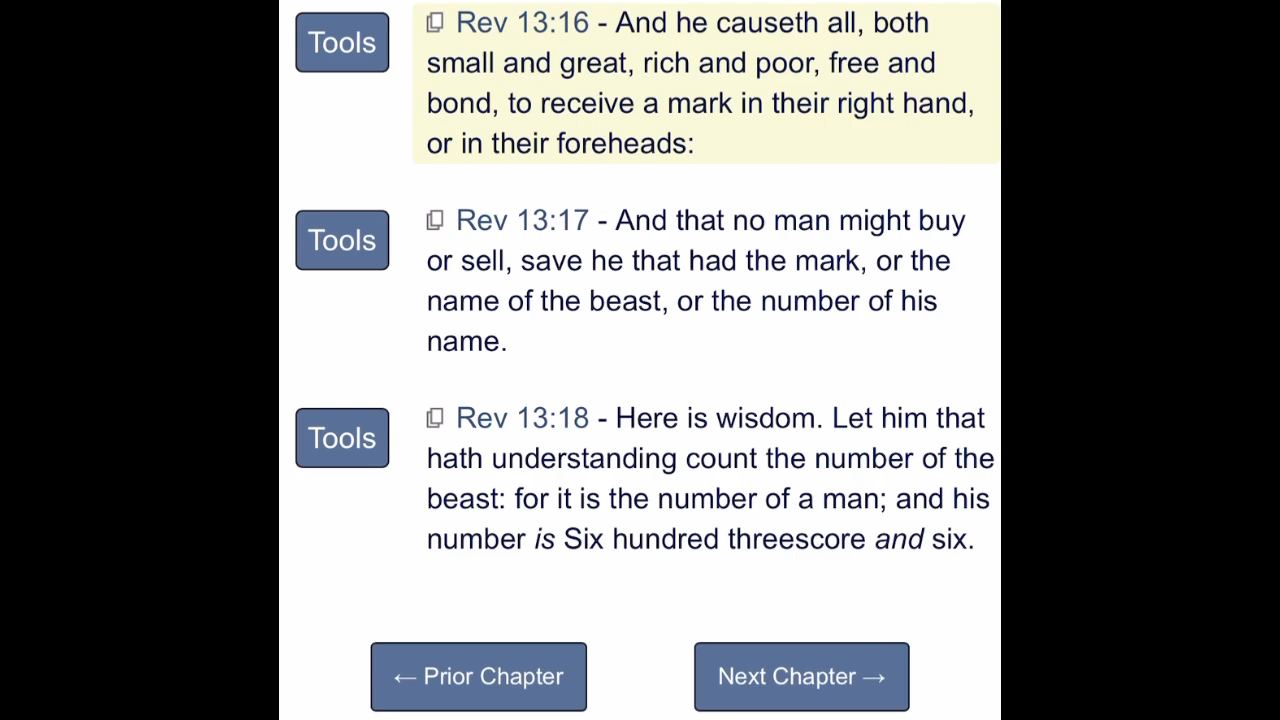 Tools
Rev 13:16 - And he causeth all, both
small and great, rich and poor, free and
bond, to receive a mark in their right hand,
or in their foreheads:
Tools
Rev 13:17 - And that no man might buy
or sell, save he that had the mark, or the
name of the beast, or the number of his
name.
Tools
Rev 13:18 - Here is wisdom. Let him that
hath understanding count the number of the
beast: for it is the number of a man; and his
number is Six hundred threescore and six.
← Prior Chapter
Next Chapter →